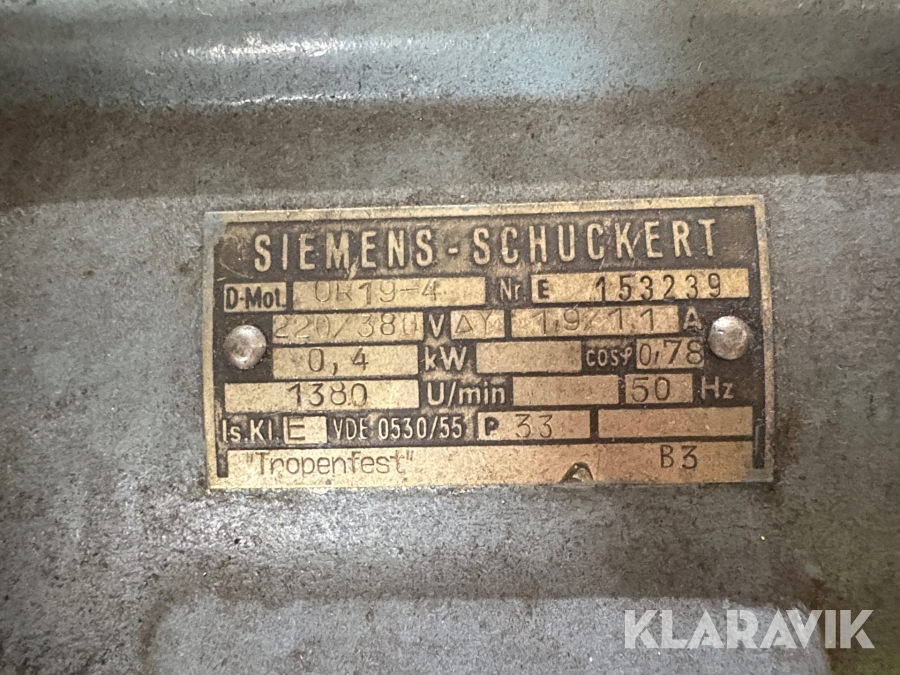 SIEMENS-SCHUCKERT
D-Mot. OR19-4 Nr E 153239
220/380 V ΔY 1,9/1,1 A
0,4 kW cosφ 0,78
1380 U/min 50 Hz
Is.Kl. E VDE 0530/55 P 33
"Tropenfest" B3
KLARAVIK